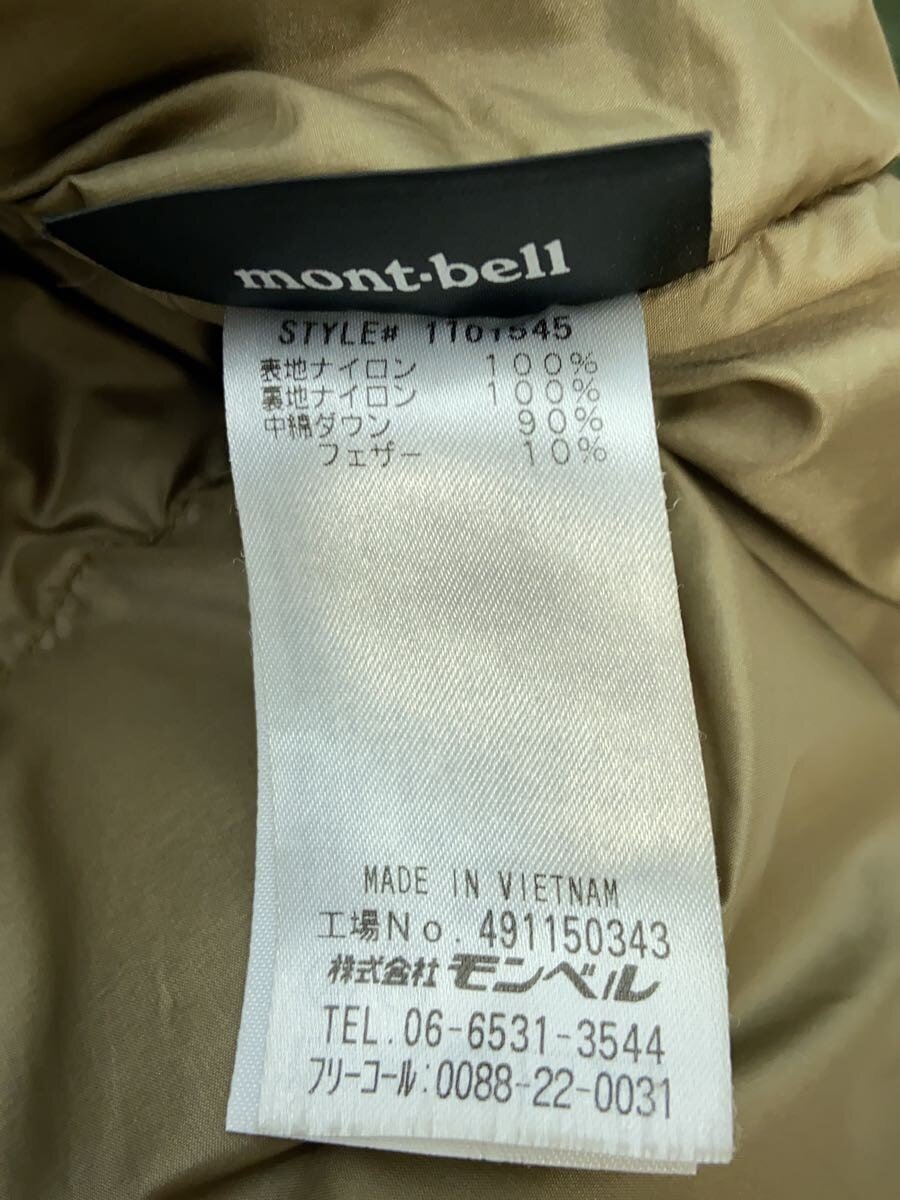 mont-bell
STYLE# 1101545
表地ナイロン 100%
裏地ナイロン 100%
中綿ダウン 90%
フェザー 10%
MADE IN VIETNAM
工場No. 491150343
株式会社 モンベル
TEL. 06-6531-3544
フリーコール:0088-22-0031